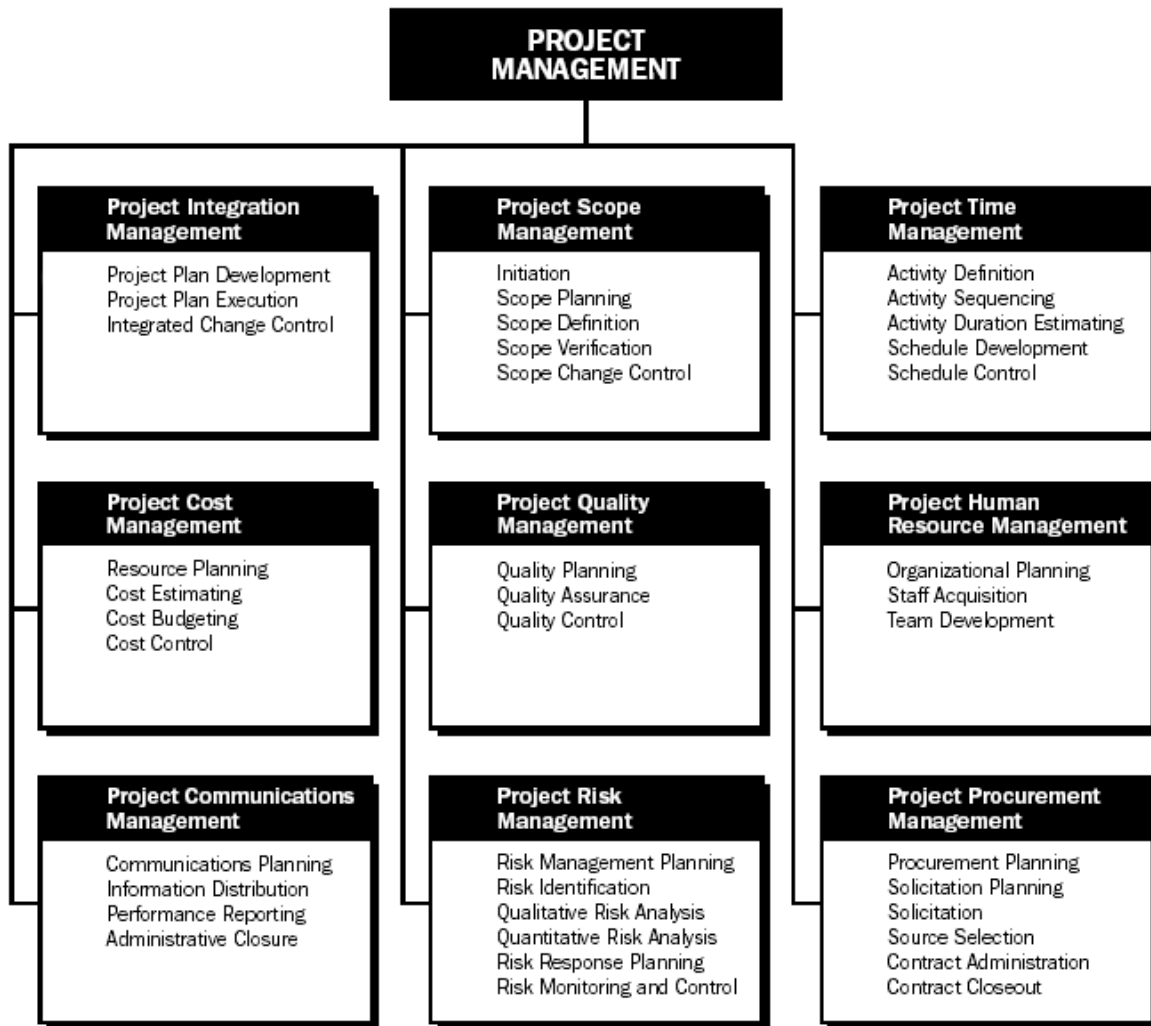 PROJECT
MANAGEMENT
Project Integration
Management
Project Plan Development
Project Plan Execution
Integrated Change Control
Project Scope
Management
Initiation
Scope Planning
Scope Definition
Scope Verification
Scope Change Control
Project Time
Management
Activity Definition
Activity Sequencing
Activity Duration Estimating
Schedule Development
Schedule Control
Project Cost
Management
Resource Planning
Cost Estimating
Cost Budgeting
Cost Control
Project Quality
Management
Quality Planning
Quality Assurance
Quality Control
Project Human
Resource Management
Organizational Planning
Staff Acquisition
Team Development
Project Communications
Management
Communications Planning
Information Distribution
Performance Reporting
Administrative Closure
Project Risk
Management
Risk Management Planning
Risk Identification
Qualitative Risk Analysis
Quantitative Risk Analysis
Risk Response Planning
Risk Monitoring and Control
Project Procurement
Management
Procurement Planning
Solicitation Planning
Solicitation
Source Selection
Contract Administration
Contract Closeout